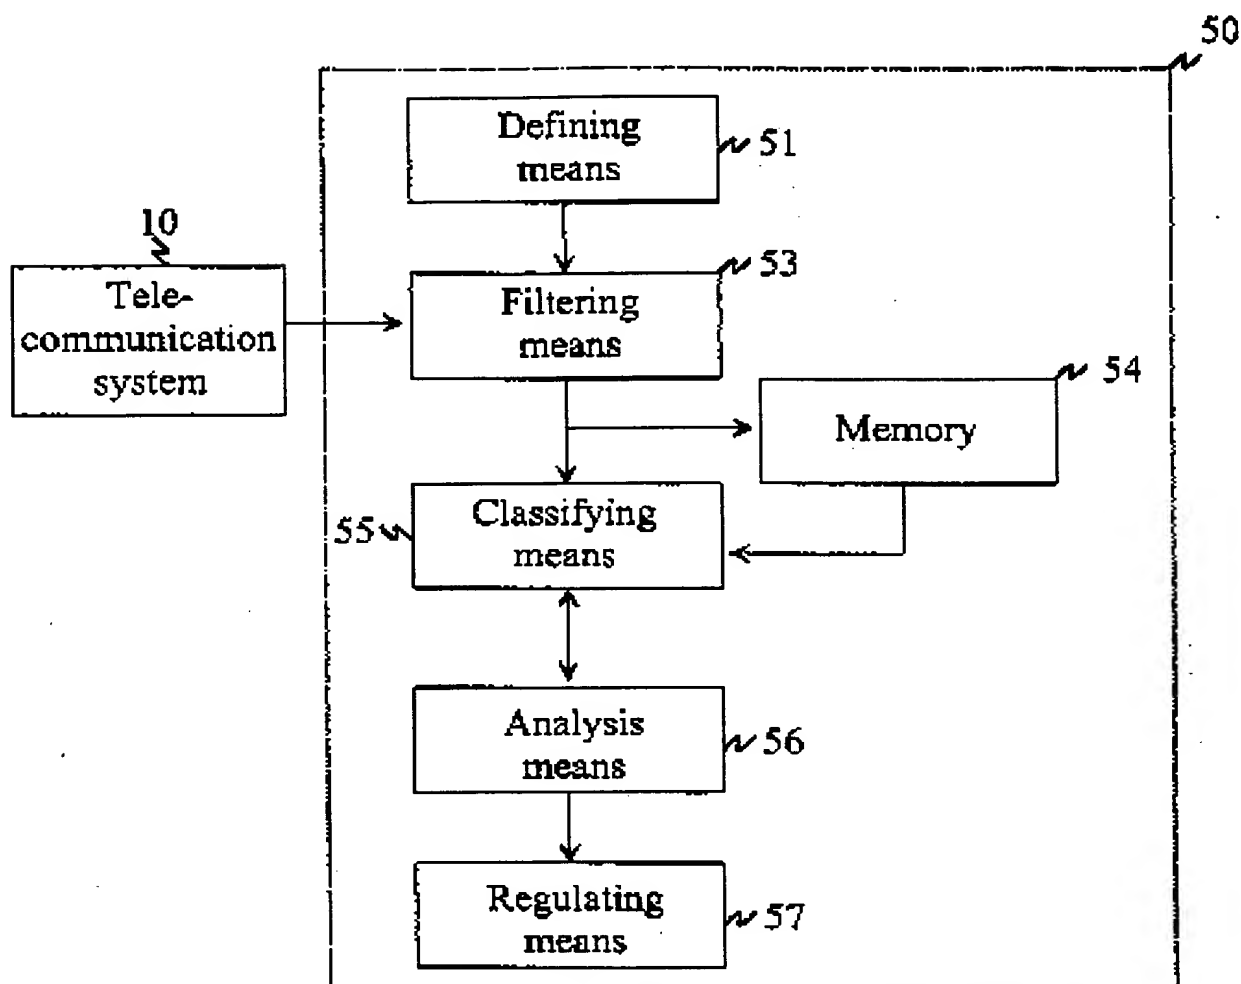 50
Defining
means
51
10
Tele-
communication
system
53
Filtering
means
54
Memory
55
Classifying
means
Analysis
means
56
Regulating
means
57